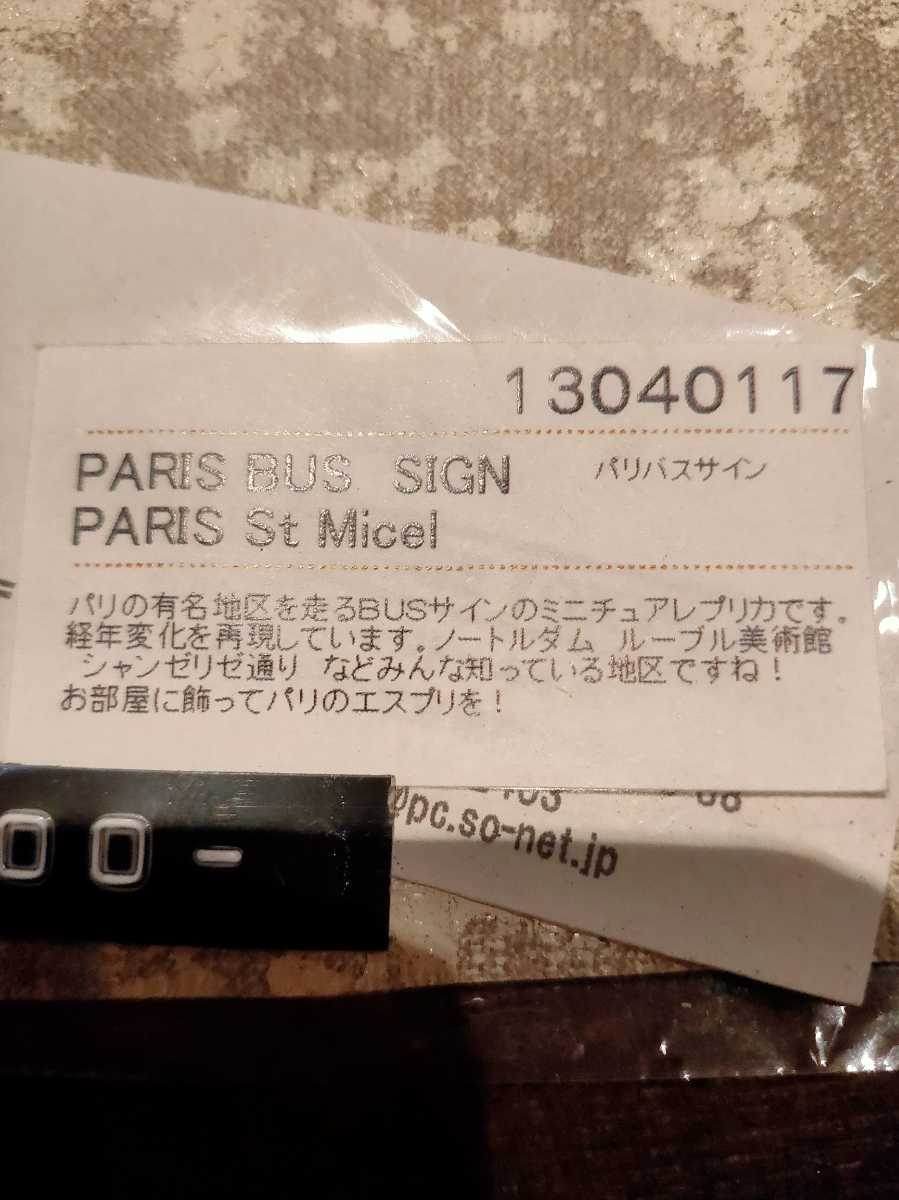 13040117
PARIS BUS SIGN パリバスサイン
PARIS St Micel
パリの有名地区を走るBUSサインのミニチュアレプリカです。
経年変化を再現しています。ノートルダム ルーブル美術館
シャンゼリゼ通り などみんな知っている地区ですね！
お部屋に飾ってパリのエスプリを！
@pc.so-net.jp